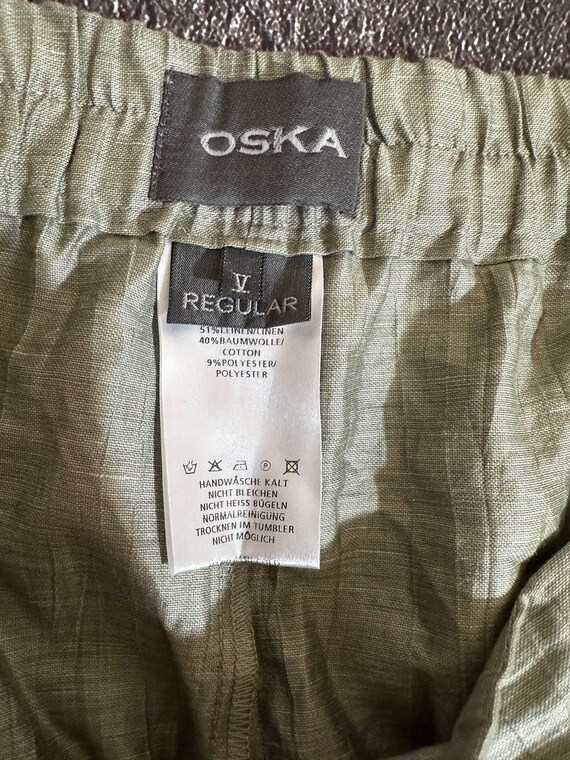 OSKA
V
REGULAR
51%LEINEN/LINEN
40%BAUMWOLLE/
COTTON
9%POLYESTER/
POLYESTER
HANDWÄSCHE KALT
NICHT BLEICHEN
NICHT HEISS BÜGELN
NORMALREINIGUNG
TROCKNEN IM TUMBLER
NICHT MÖGLICH